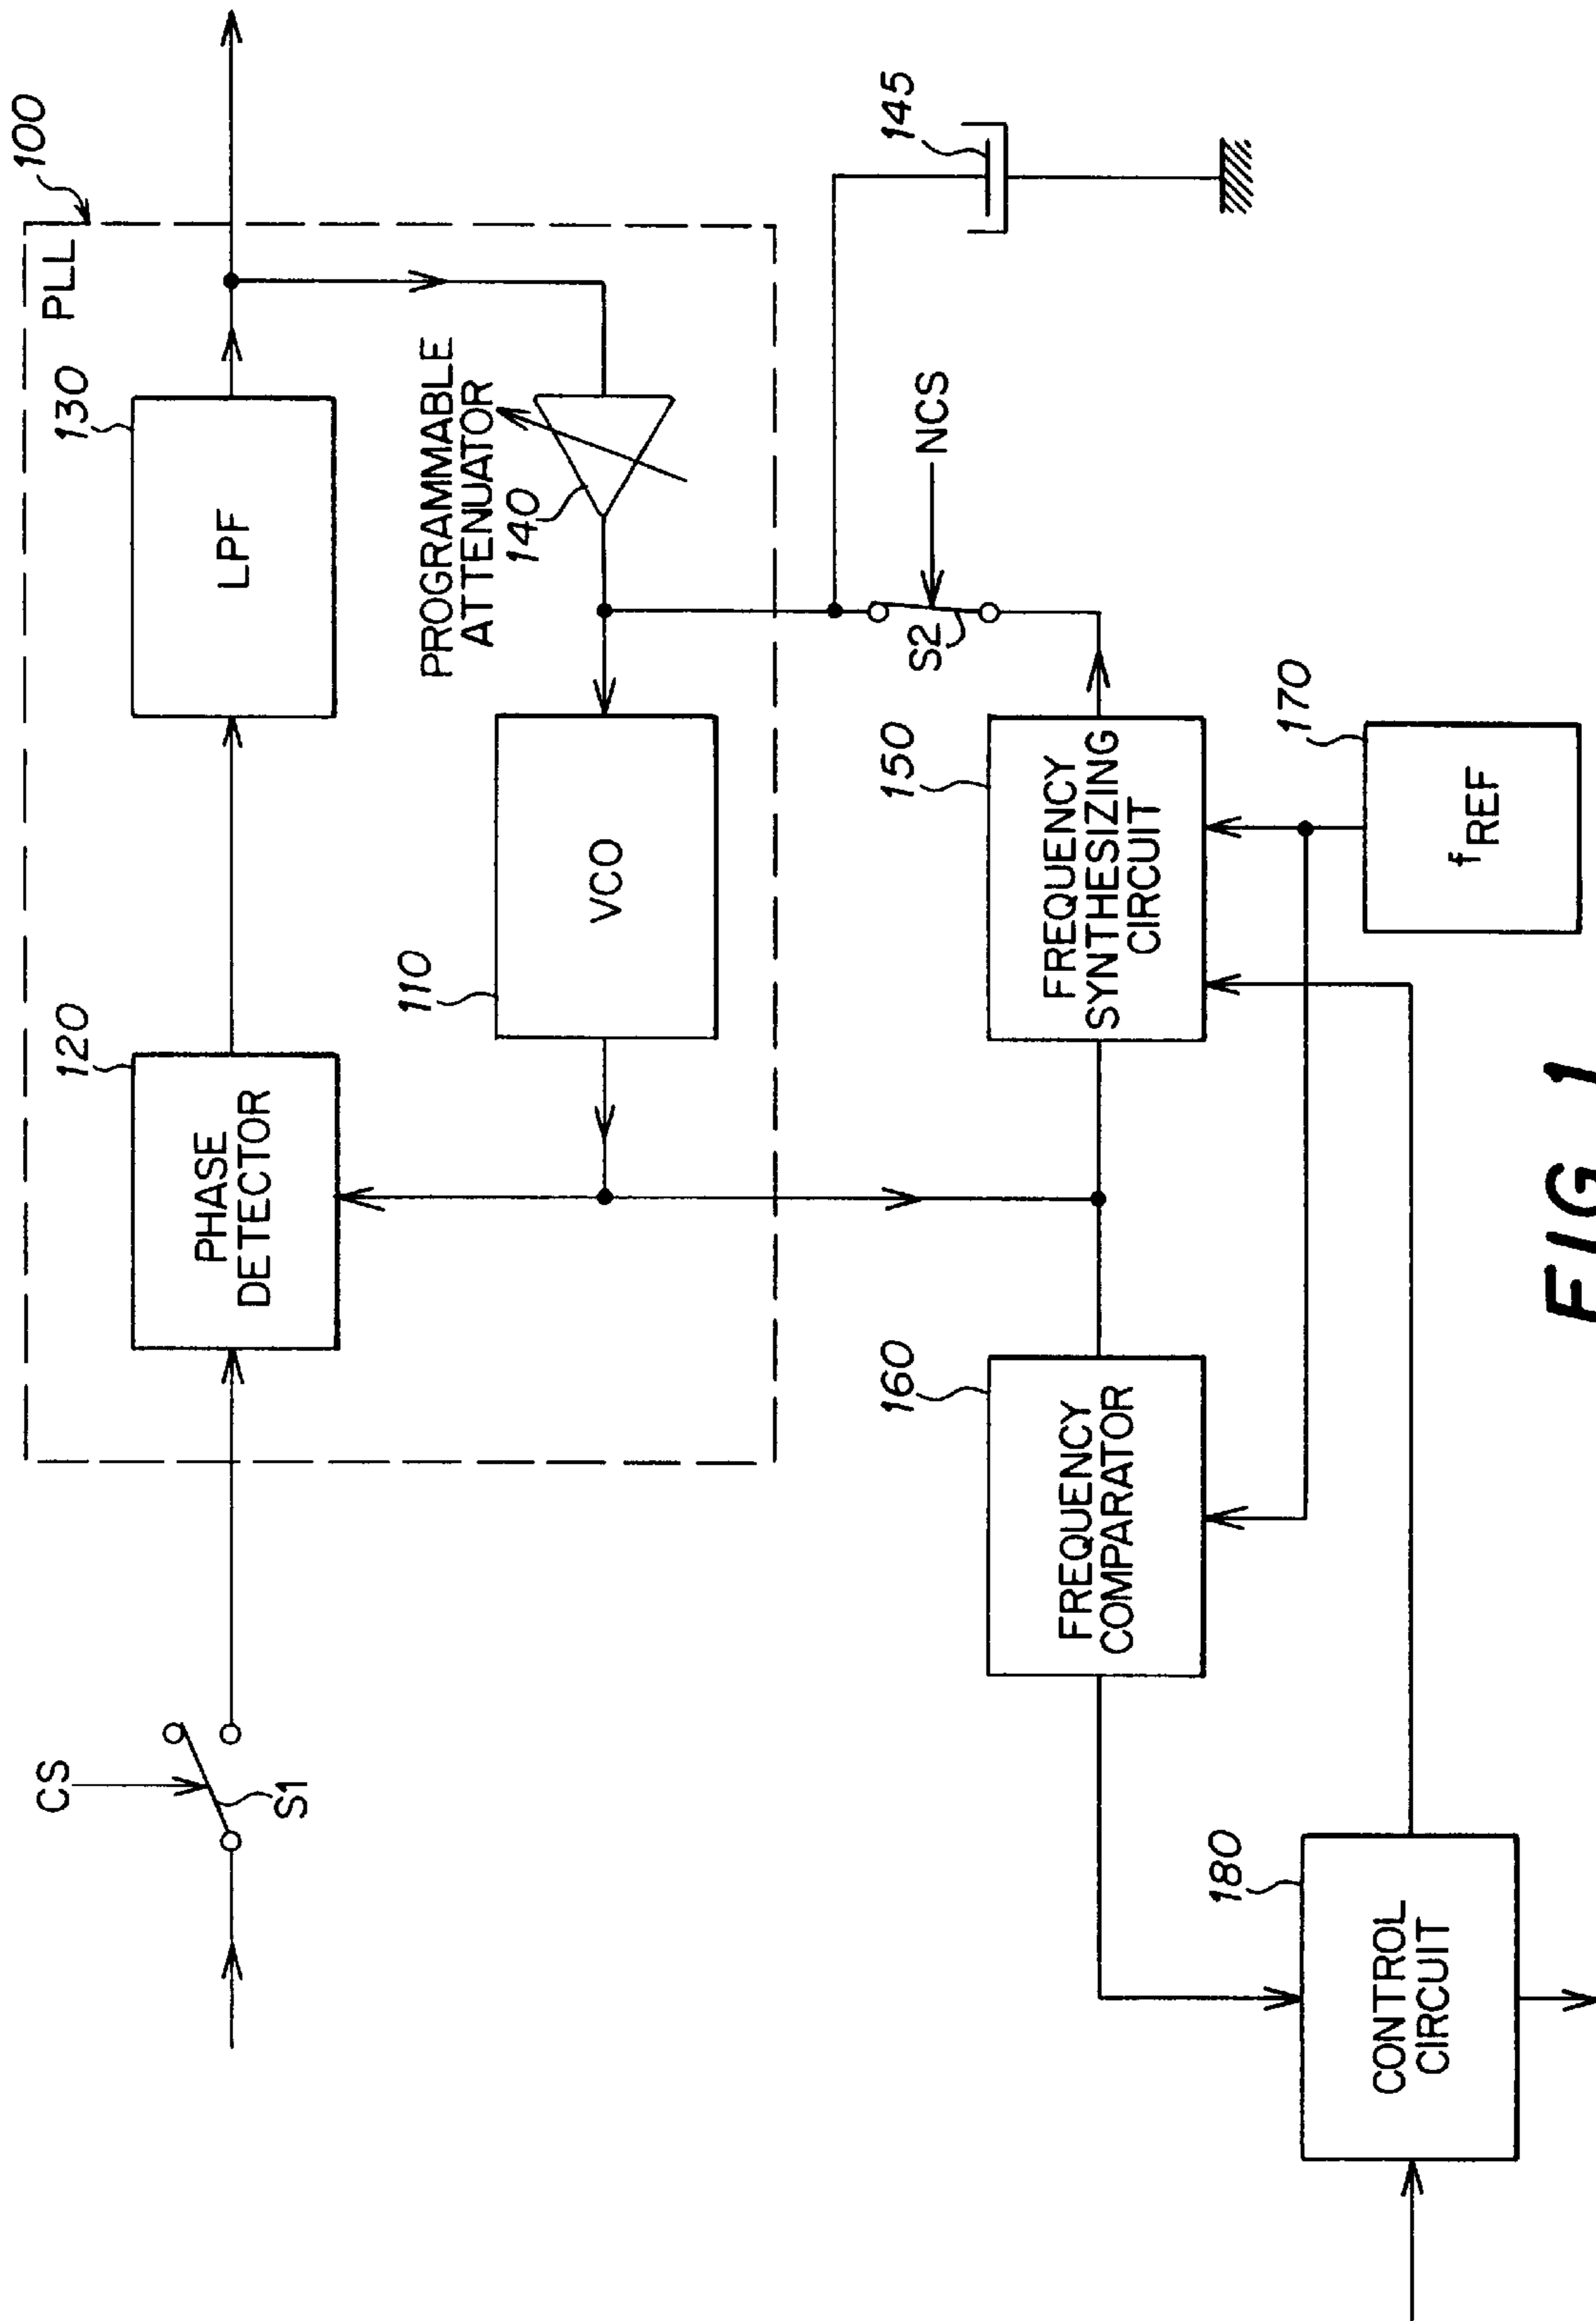 100
PLL
120
PHASE
DETECTOR
130
LPF
CS
S1
PROGRAMMABLE
ATTENUATOR
140
110
VCO
145
S2
NCS
160
FREQUENCY
COMPARATOR
150
FREQUENCY
SYNTHESIZING
CIRCUIT
170
fREF
180
CONTROL
CIRCUIT
FIG. 1